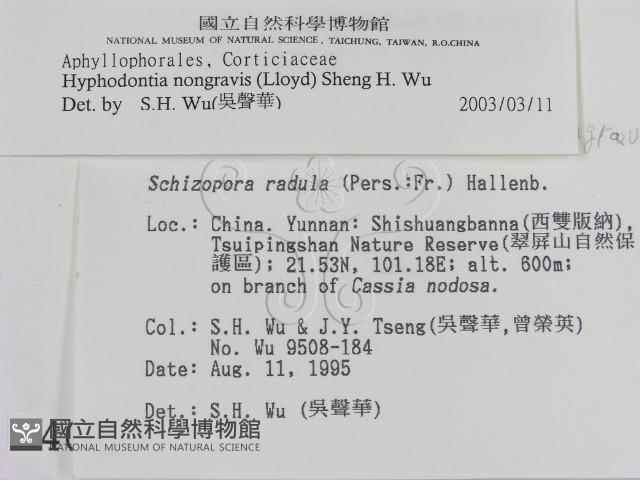 國立自然科學博物館
NATIONAL MUSEUM OF NATURAL SCIENCE, TAICHUNG, TAIWAN, R.O.CHINA
Aphyllophorales, Corticiaceae
Hyphodontia nongravis (Lloyd) Sheng H. Wu
Det. by S.H. Wu(吳聲華) 2003/03/11
Schizopora radula (Pers.:Fr.) Hallenb.
Loc.: China. Yunnan: Shishuangbanna(西雙版納),
Tsuipingshan Nature Reserve(翠屏山自然保
護區); 21.53N, 101.18E; alt. 600m;
on branch of Cassia nodosa.
Col.: S.H. Wu & J.Y. Tseng(吳聲華,曾榮英)
No. Wu 9508-184
Date: Aug. 11, 1995
Det.: S.H. Wu (吳聲華)
國立自然科學博物館
NATIONAL MUSEUM OF NATURAL SCIENCE